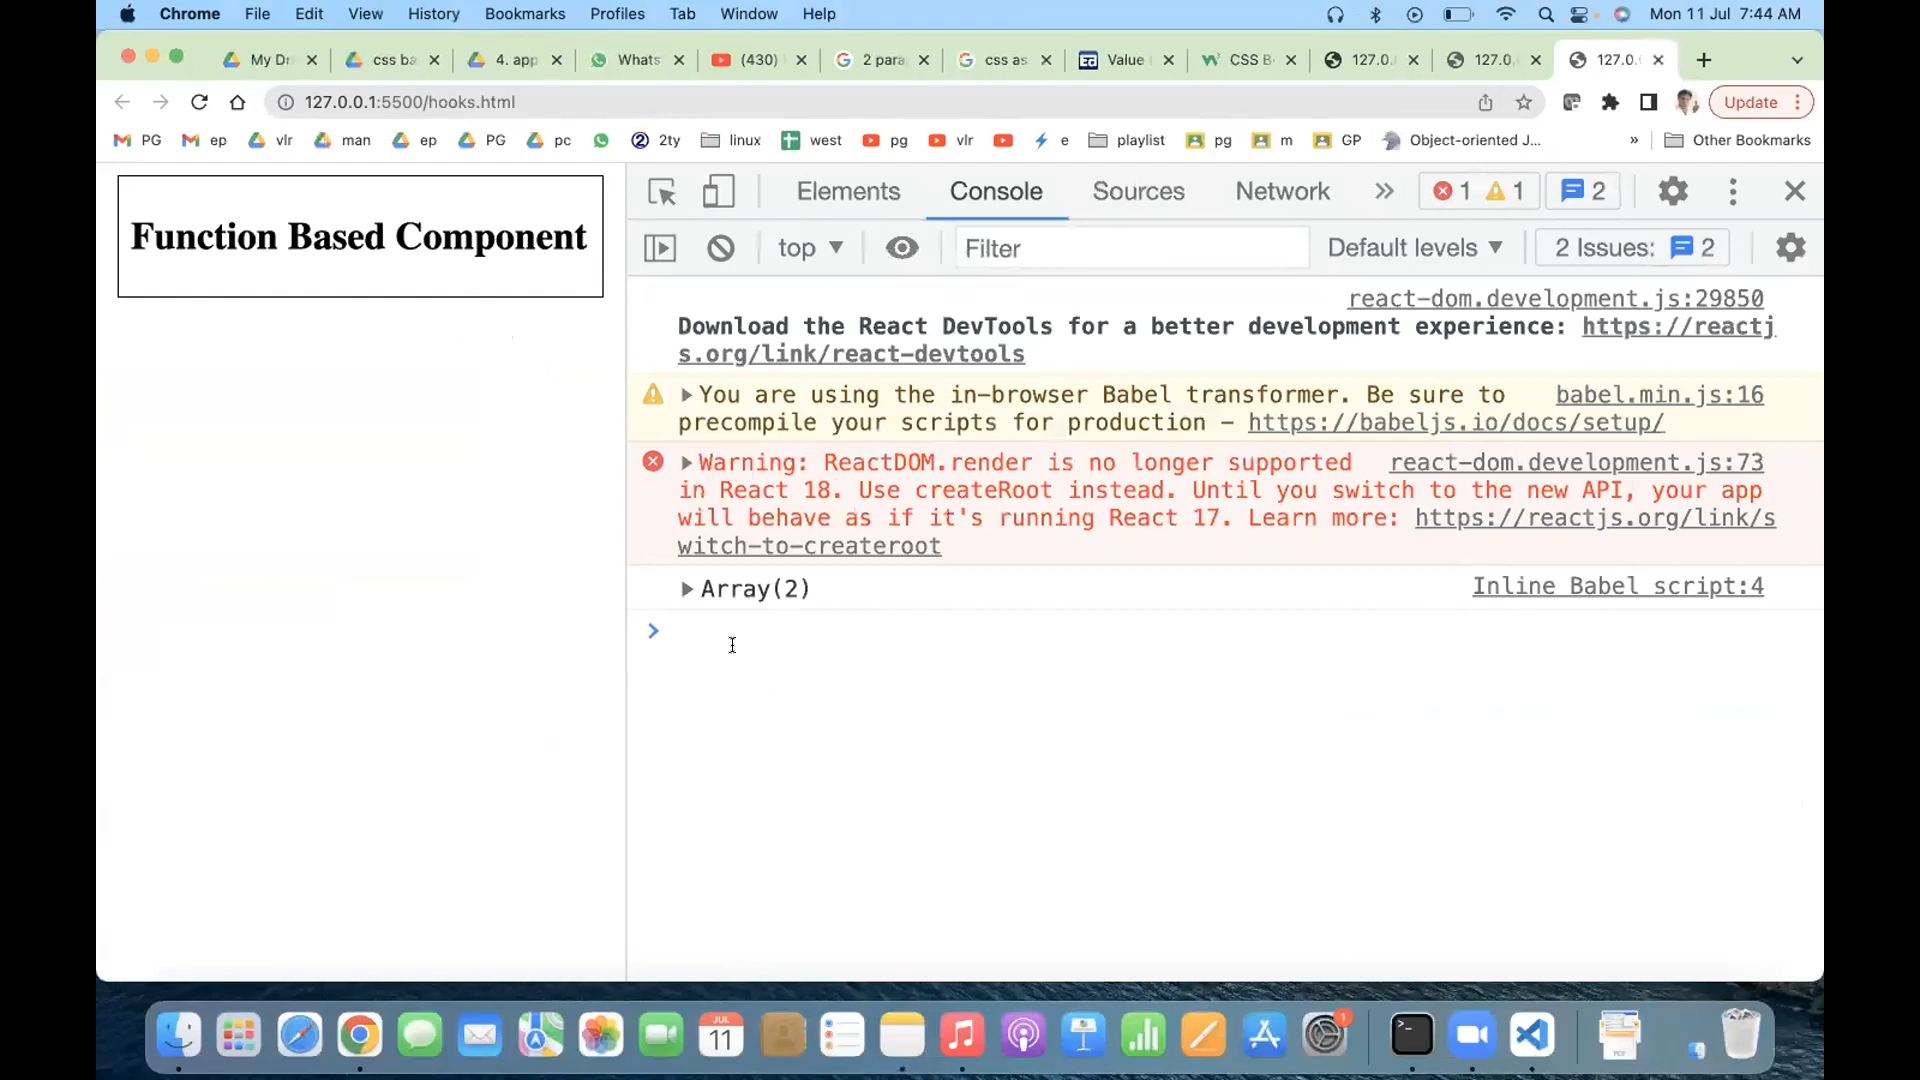 Chrome File Edit View History Bookmarks Profiles Tab Window Help Mon 11 Jul 7:44 AM
My Dr css ba 4. app Whats (430) 2 para css as Value CSS B 127.0. 127.0. 127.0.
127.0.0.1:5500/hooks.html Update
PG ep vlr man ep PG pc 2ty linux west pg vlr e playlist pg m GP Object-oriented J... » Other Bookmarks
Function Based Component
Elements Console Sources Network 1 1 2
top Filter Default levels 2 Issues: 2
react-dom.development.js:29850
Download the React DevTools for a better development experience: https://reactj
s.org/link/react-devtools
You are using the in-browser Babel transformer. Be sure to babel.min.js:16
precompile your scripts for production – https://babeljs.io/docs/setup/
Warning: ReactDOM.render is no longer supported react-dom.development.js:73
in React 18. Use createRoot instead. Until you switch to the new API, your app
will behave as if it's running React 17. Learn more: https://reactjs.org/link/s
witch-to-createroot
Array(2) Inline Babel script:4
JUL
11
1